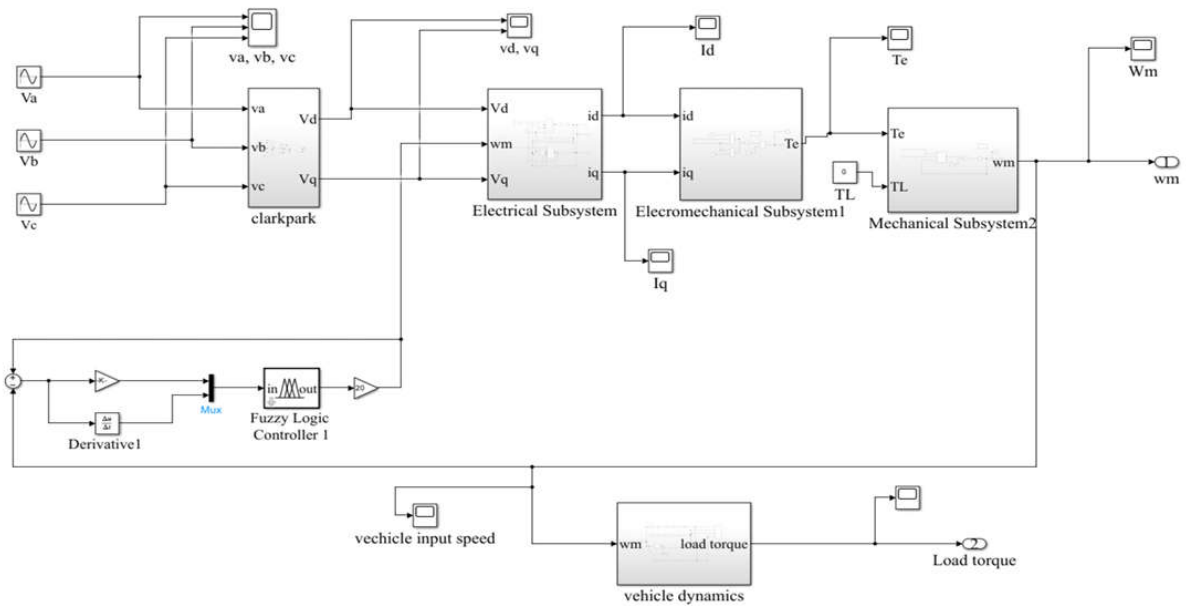 va, vb, vc
vd, vq
Id
Te
Wm
Va
Vb
Vc
va
vb
vc
Vd
Vq
clarkpark
Vd
wm
Vq
id
iq
Electrical Subsystem
id
iq
Te
Elecromechanical Subsystem1
0
TL
Te
TL
wm
Mechanical Subsystem2
1
wm
Iq
Δu
Δt
Derivative1
Mux
in
out
Fuzzy Logic
Controller 1
20
vechicle input speed
wm
load torque
vehicle dynamics
2
Load torque